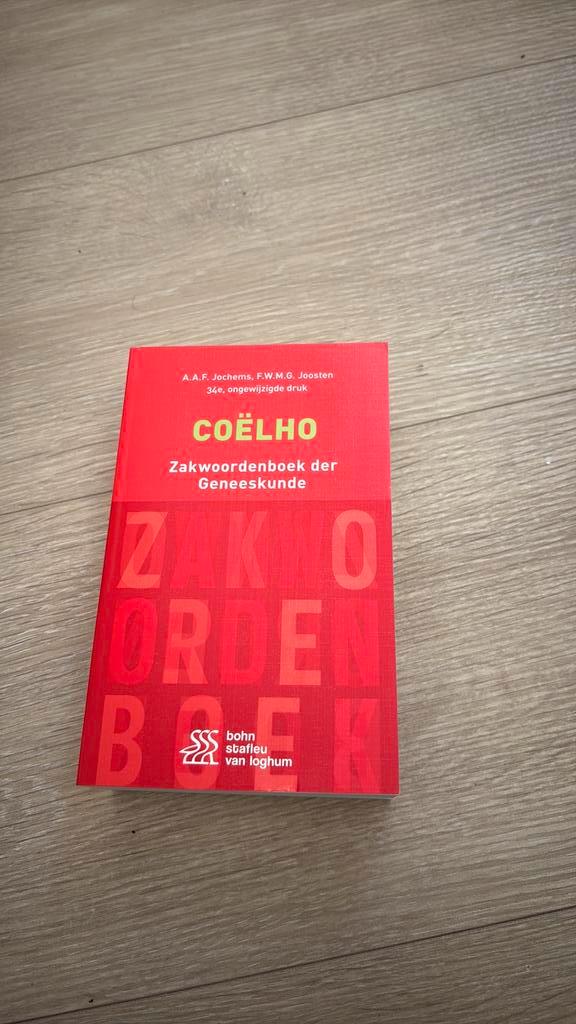 A.A.F. Jochems, F.W.M.G. Joosten
34e, ongewijzigde druk
COËLHO
Zakwoordenboek der
Geneeskunde
ZAKWO
ORDEN
BOEK
bohn
stafleu
van loghum